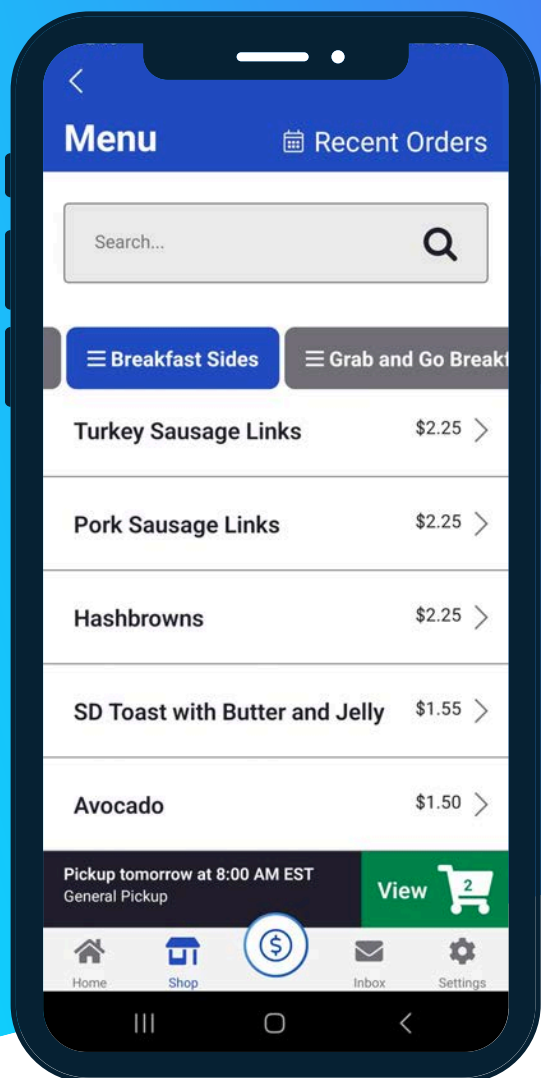 Menu
Recent Orders
Search...
Breakfast Sides
Grab and Go Breakf
Turkey Sausage Links $2.25
Pork Sausage Links $2.25
Hashbrowns $2.25
SD Toast with Butter and Jelly $1.55
Avocado $1.50
Pickup tomorrow at 8:00 AM EST
General Pickup
View 2
$
Home
Shop
Inbox
Settings